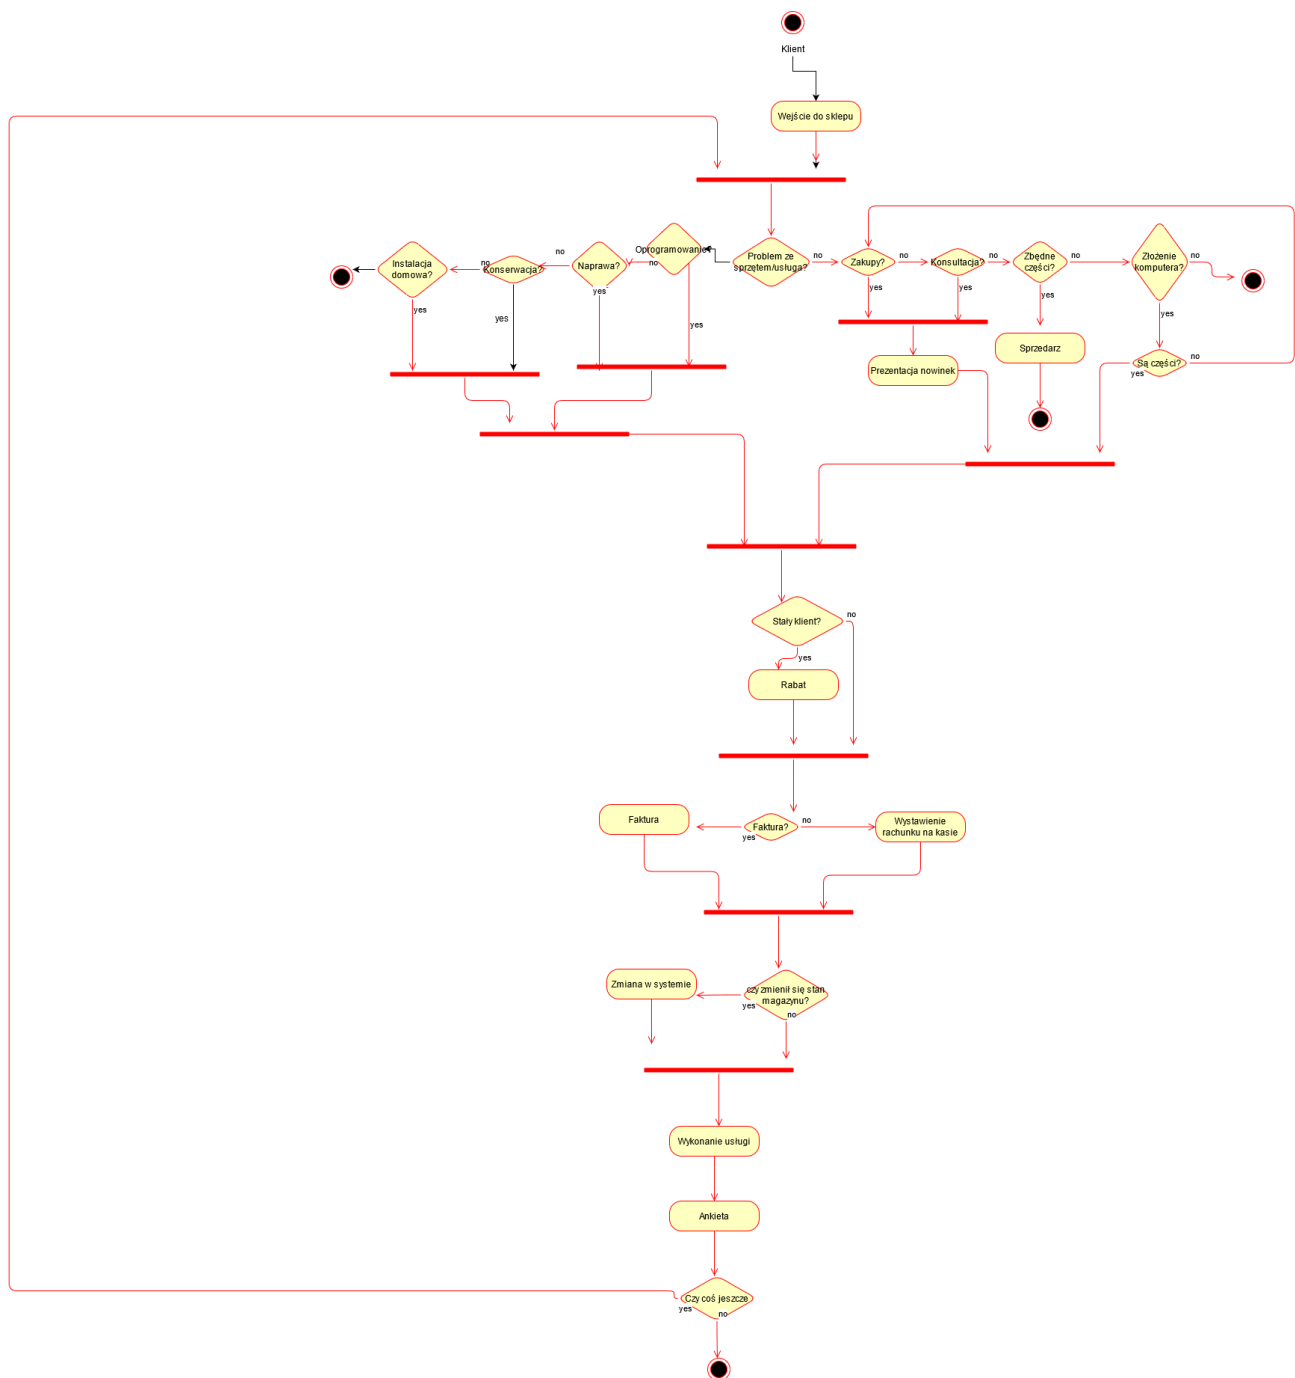 Klient
Wejście do sklepu
Instalacja
domowa?
no
Konserwacja?
no
Naprawa?
no
Oprogramowanie
Problem ze
sprzętem/usługa?
no
Zakupy?
no
Konsultacja?
no
Zbędne
części?
no
Złożenie
komputera?
no
yes
yes
yes
yes
yes
yes
yes
yes
Prezentacja nowinek
Sprzedarz
Są części?
no
yes
Stały klient?
no
yes
Rabat
Faktura
Faktura?
yes
no
Wystawienie
rachunku na kasie
Zmiana w systemie
czy zmienił się stan
magazynu?
yes
no
Wykonanie usługi
Ankieta
Czy coś jeszcze
yes
no